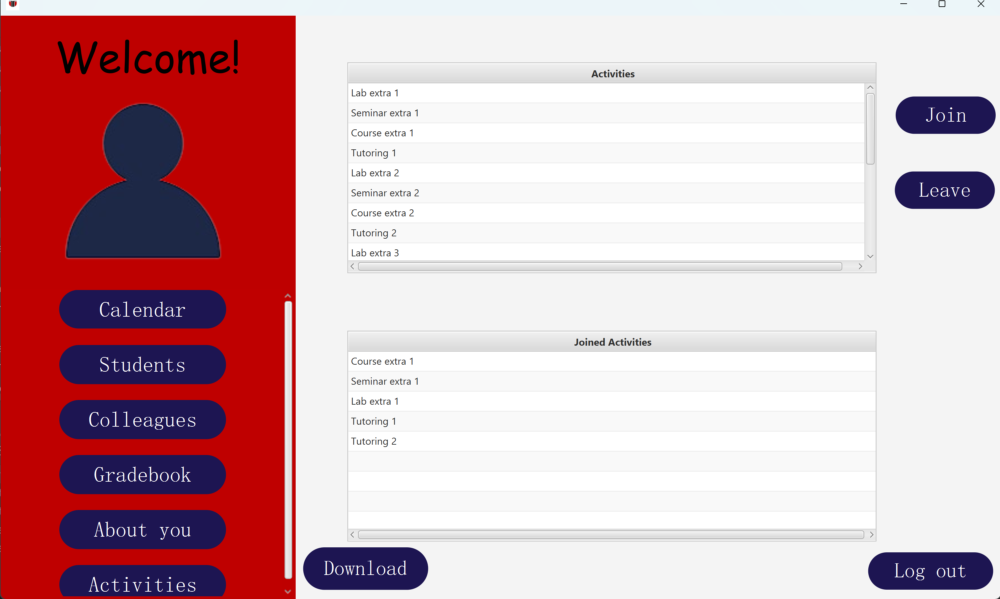 Welcome!
Calendar
Students
Colleagues
Gradebook
About you
Activities
Activities
Lab extra 1
Seminar extra 1
Course extra 1
Tutoring 1
Lab extra 2
Seminar extra 2
Course extra 2
Tutoring 2
Lab extra 3
Join
Leave
Joined Activities
Course extra 1
Seminar extra 1
Lab extra 1
Tutoring 1
Tutoring 2
Download
Log out